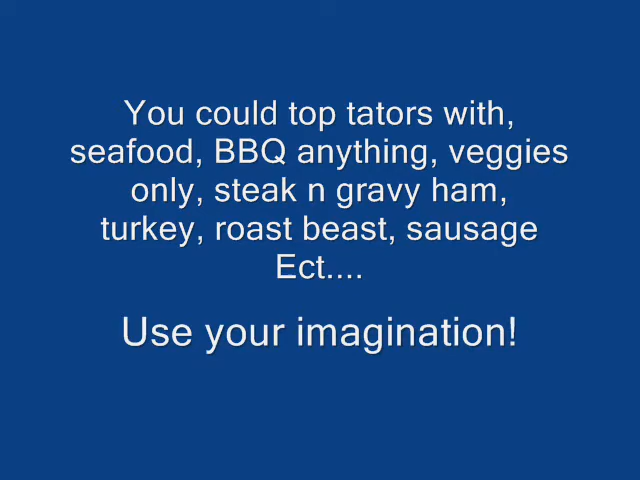 You could top tators with,
seafood, BBQ anything, veggies
only, steak n gravy ham,
turkey, roast beast, sausage
Ect....
Use your imagination!